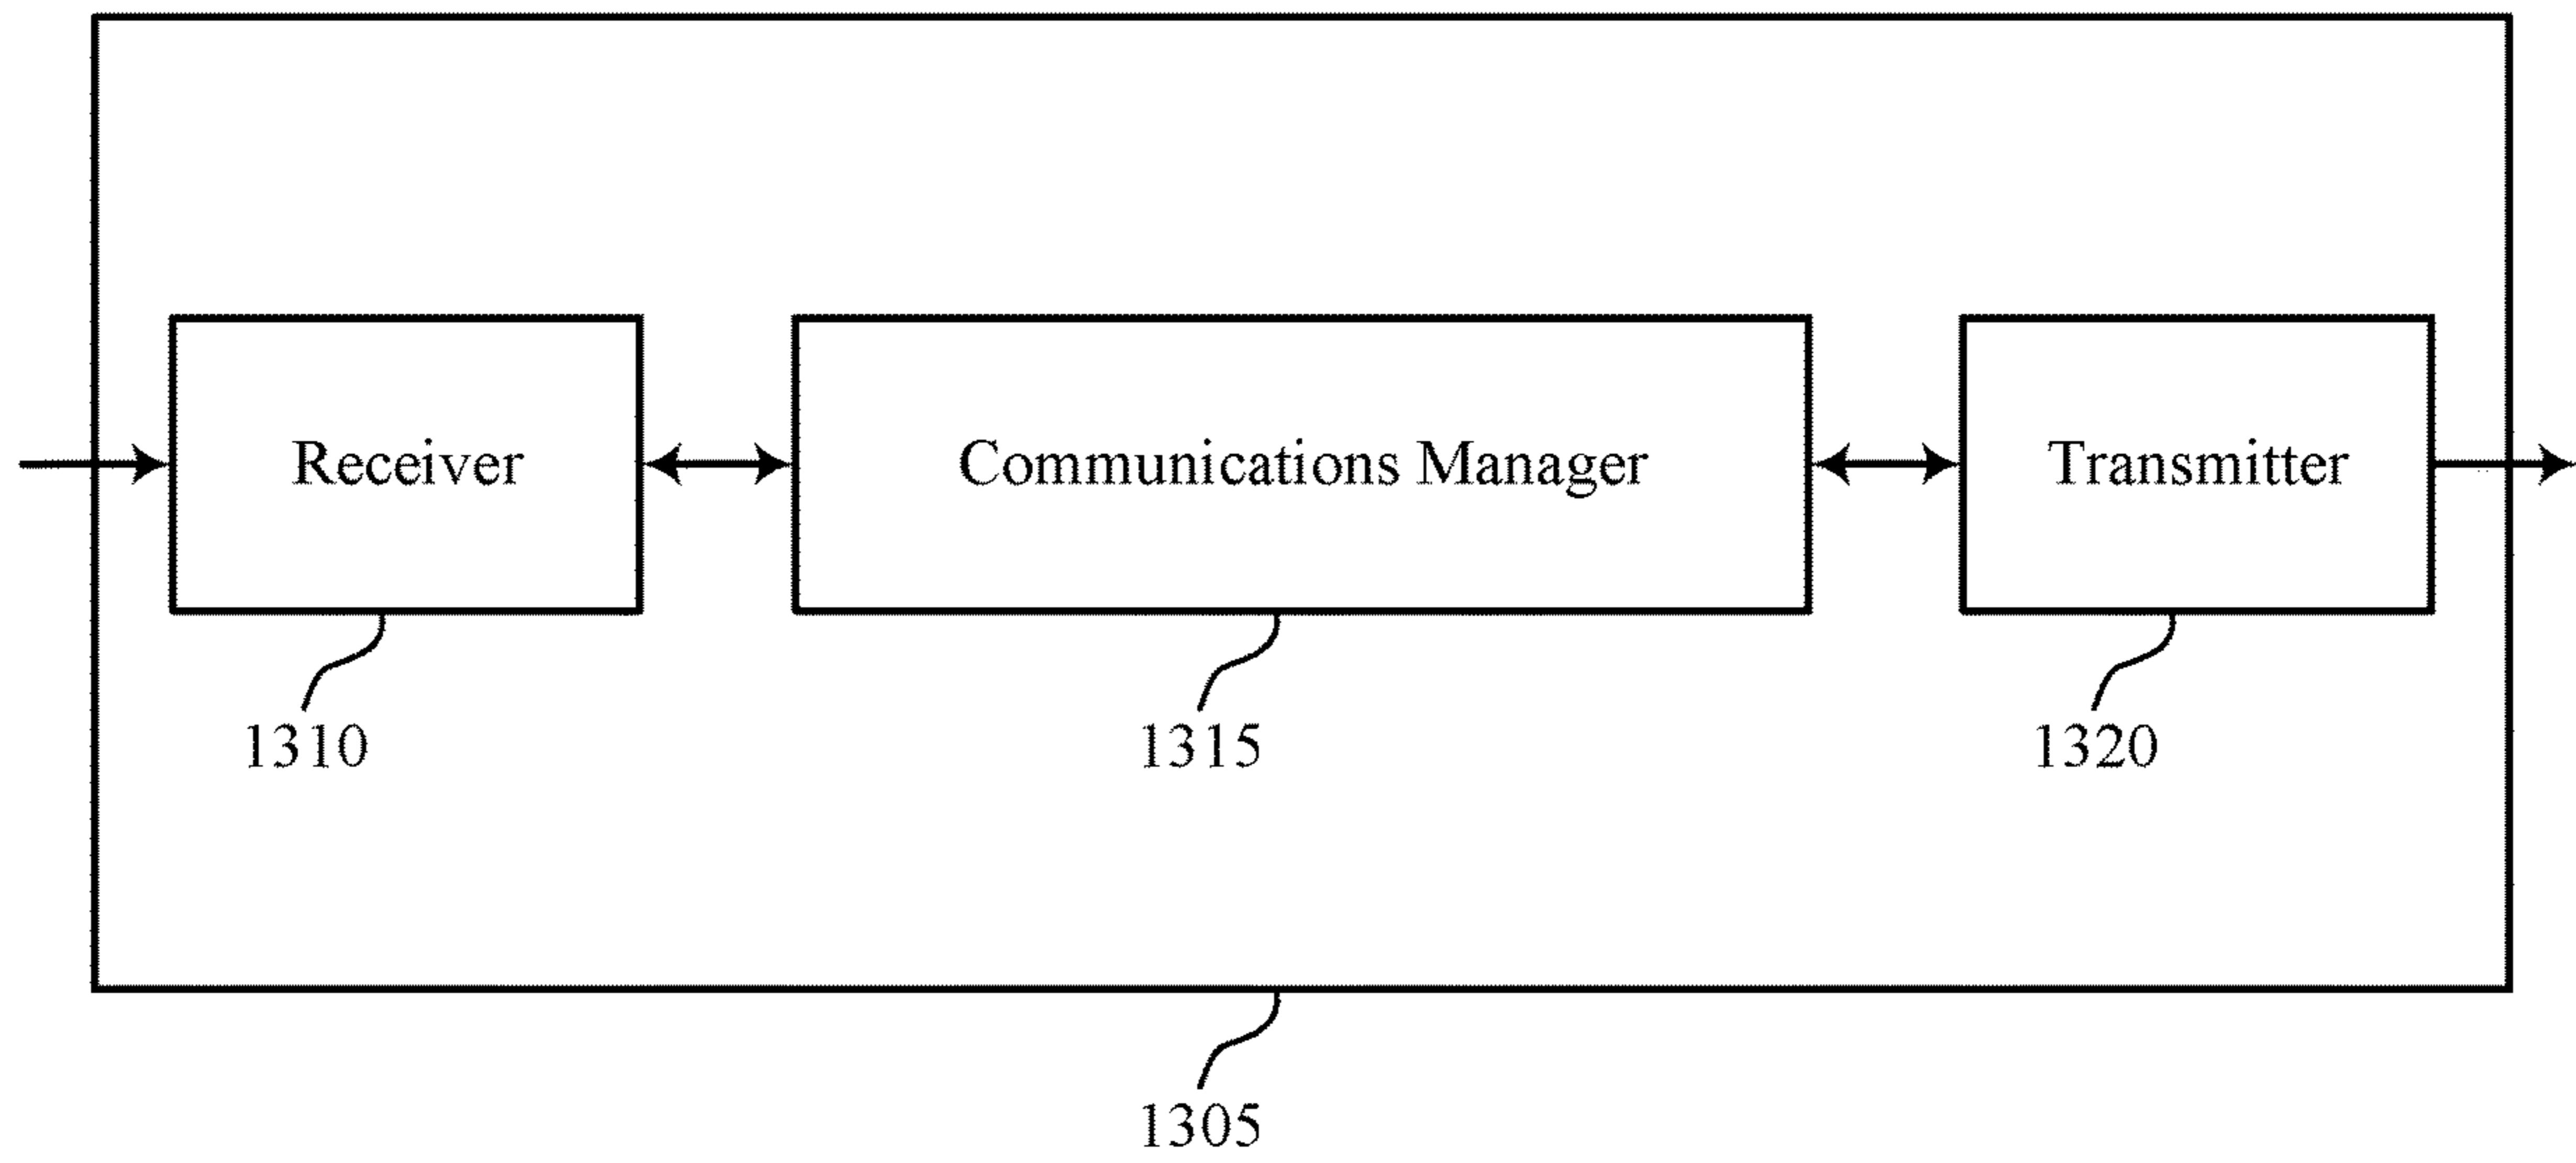 Receiver
Communications Manager
Transmitter
1310
1315
1320
1305